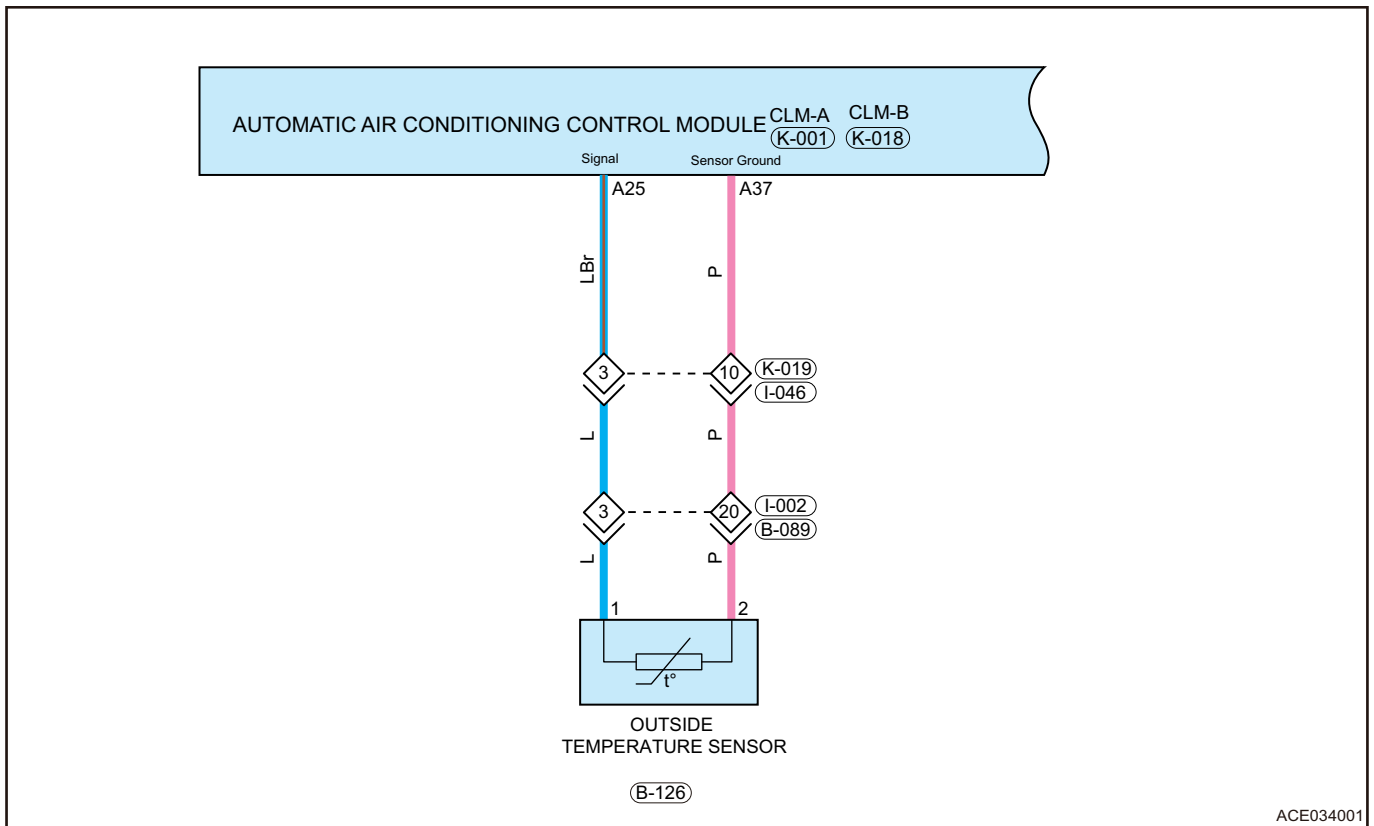 AUTOMATIC AIR CONDITIONING CONTROL MODULE CLM-A CLM-B
K-001 K-018
Signal Sensor Ground
A25 A37
LBr P
3 10 K-019
I-046
L P
3 20 I-002
B-089
L P
1 2
t°
OUTSIDE
TEMPERATURE SENSOR
B-126
ACE034001